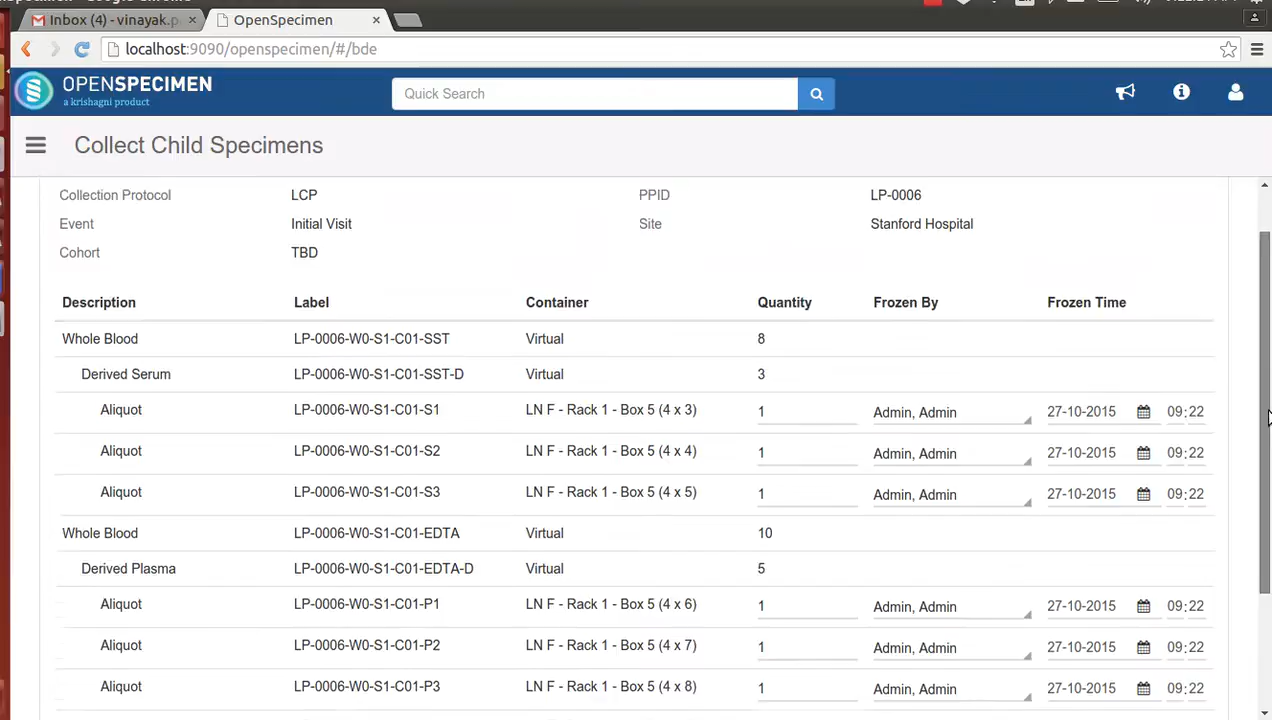 Inbox (4) - vinayak.p
OpenSpecimen
localhost:9090/openspecimen/#/bde
OPENSPECIMEN
a krishagni product
Quick Search
Collect Child Specimens
Collection Protocol LCP PPID LP-0006
Event Initial Visit Site Stanford Hospital
Cohort TBD
Description Label Container Quantity Frozen By Frozen Time
Whole Blood LP-0006-W0-S1-C01-SST Virtual 8
Derived Serum LP-0006-W0-S1-C01-SST-D Virtual 3
Aliquot LP-0006-W0-S1-C01-S1 LN F - Rack 1 - Box 5 (4 x 3) 1 Admin, Admin 27-10-2015 09:22
Aliquot LP-0006-W0-S1-C01-S2 LN F - Rack 1 - Box 5 (4 x 4) 1 Admin, Admin 27-10-2015 09:22
Aliquot LP-0006-W0-S1-C01-S3 LN F - Rack 1 - Box 5 (4 x 5) 1 Admin, Admin 27-10-2015 09:22
Whole Blood LP-0006-W0-S1-C01-EDTA Virtual 10
Derived Plasma LP-0006-W0-S1-C01-EDTA-D Virtual 5
Aliquot LP-0006-W0-S1-C01-P1 LN F - Rack 1 - Box 5 (4 x 6) 1 Admin, Admin 27-10-2015 09:22
Aliquot LP-0006-W0-S1-C01-P2 LN F - Rack 1 - Box 5 (4 x 7) 1 Admin, Admin 27-10-2015 09:22
Aliquot LP-0006-W0-S1-C01-P3 LN F - Rack 1 - Box 5 (4 x 8) 1 Admin, Admin 27-10-2015 09:22